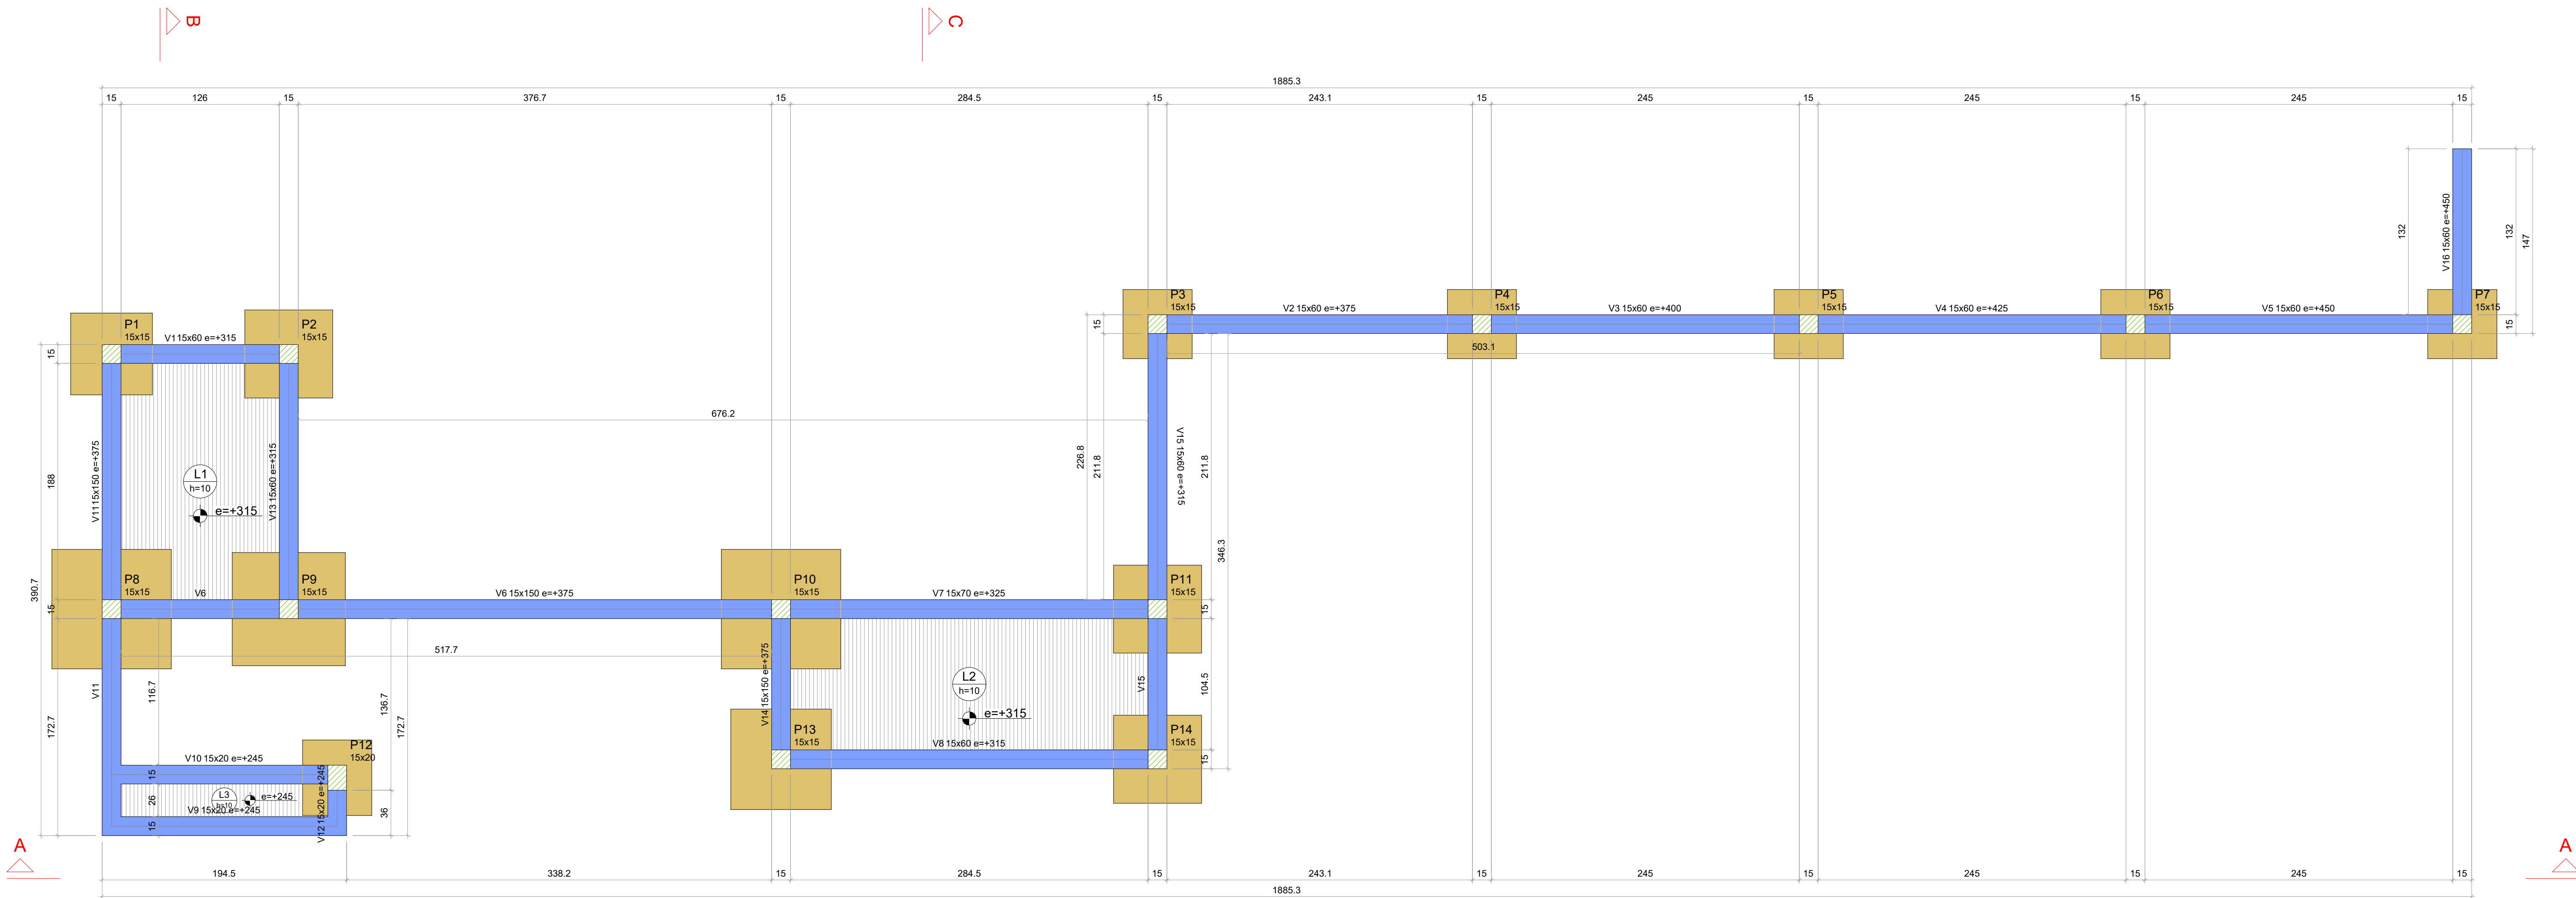 B
C
1885.3
15 126 15 376.7 15 284.5 15 243.1 15 245 15 245 15 245 15
132
V16 15x60 e=+450
132
147
P1
15x15
V1 15x60 e=+315
P2
15x15
P3
15x15
V2 15x60 e=+375
P4
15x15
V3 15x60 e=+400
P5
15x15
V4 15x60 e=+425
P6
15x15
V5 15x60 e=+450
P7
15x15
15
15
15
503.1
676.2
390.7
188
V11 15x150 e=+375
L1
h=10
e=+315
V13 15x60 e=+315
226.8
211.8
V15 15x60 e=+315
211.8
346.3
P8
15x15
V6
P9
15x15
V6 15x150 e=+375
P10
15x15
V7 15x70 e=+325
P11
15x15
15
15
517.7
172.7
V11
116.7
136.7
172.7
V14 15x150 e=+375
L2
h=10
e=+315
V15
104.5
P12
15x20
P13
15x15
V8 15x60 e=+315
P14
15x15
15
V10 15x20 e=+245
15
L3
h=10
e=+245
26
V9 15x20 e=+245
V12 15x20 e=+245
36
15
A
A
194.5 338.2 15 284.5 15 243.1 15 245 15 245 15 245 15
1885.3